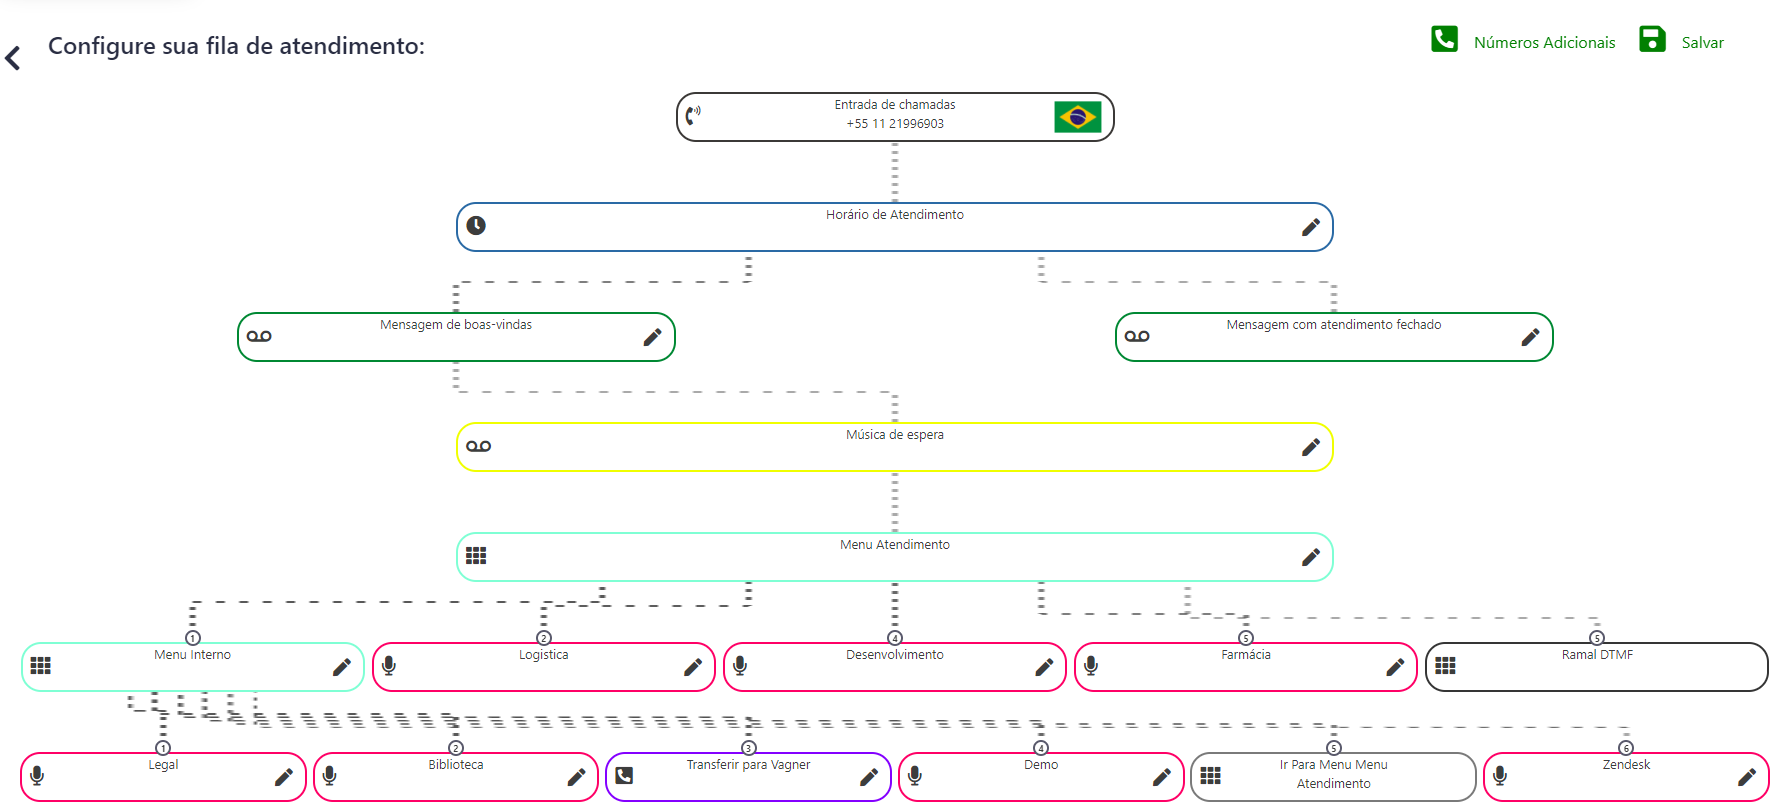 Configure sua fila de atendimento:
Números Adicionais
Salvar
Entrada de chamadas
+55 11 21996903
Horário de Atendimento
Mensagem de boas-vindas
Mensagem com atendimento fechado
Música de espera
Menu Atendimento
1
2
4
5
5
Menu Interno
Logistica
Desenvolvimento
Farmácia
Ramal DTMF
1
2
3
4
5
6
Legal
Biblioteca
Transferir para Vagner
Demo
Ir Para Menu Menu
Atendimento
Zendesk